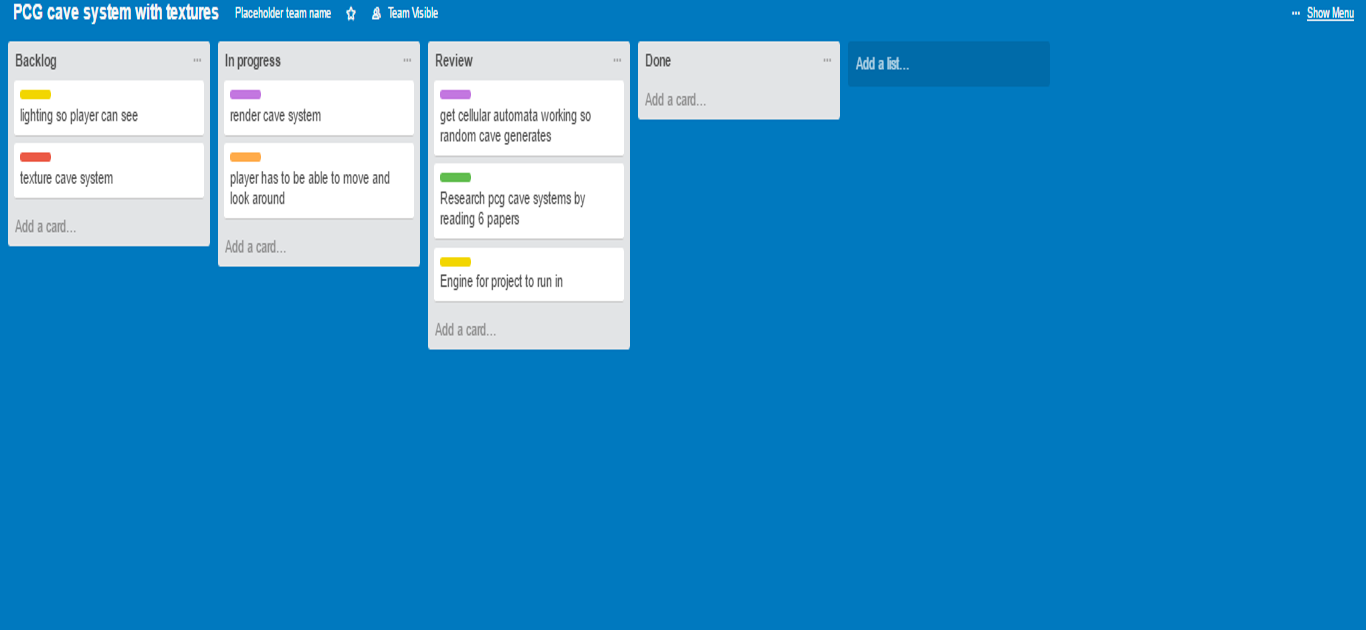 PCG cave system with textures Placeholder team name Team Visible ... Show Menu
Backlog ...
lighting so player can see
texture cave system
Add a card...
In progress ...
render cave system
player has to be able to move and
look around
Add a card...
Review ...
get cellular automata working so
random cave generates
Research pcg cave systems by
reading 6 papers
Engine for project to run in
Add a card...
Done ...
Add a card...
Add a list...